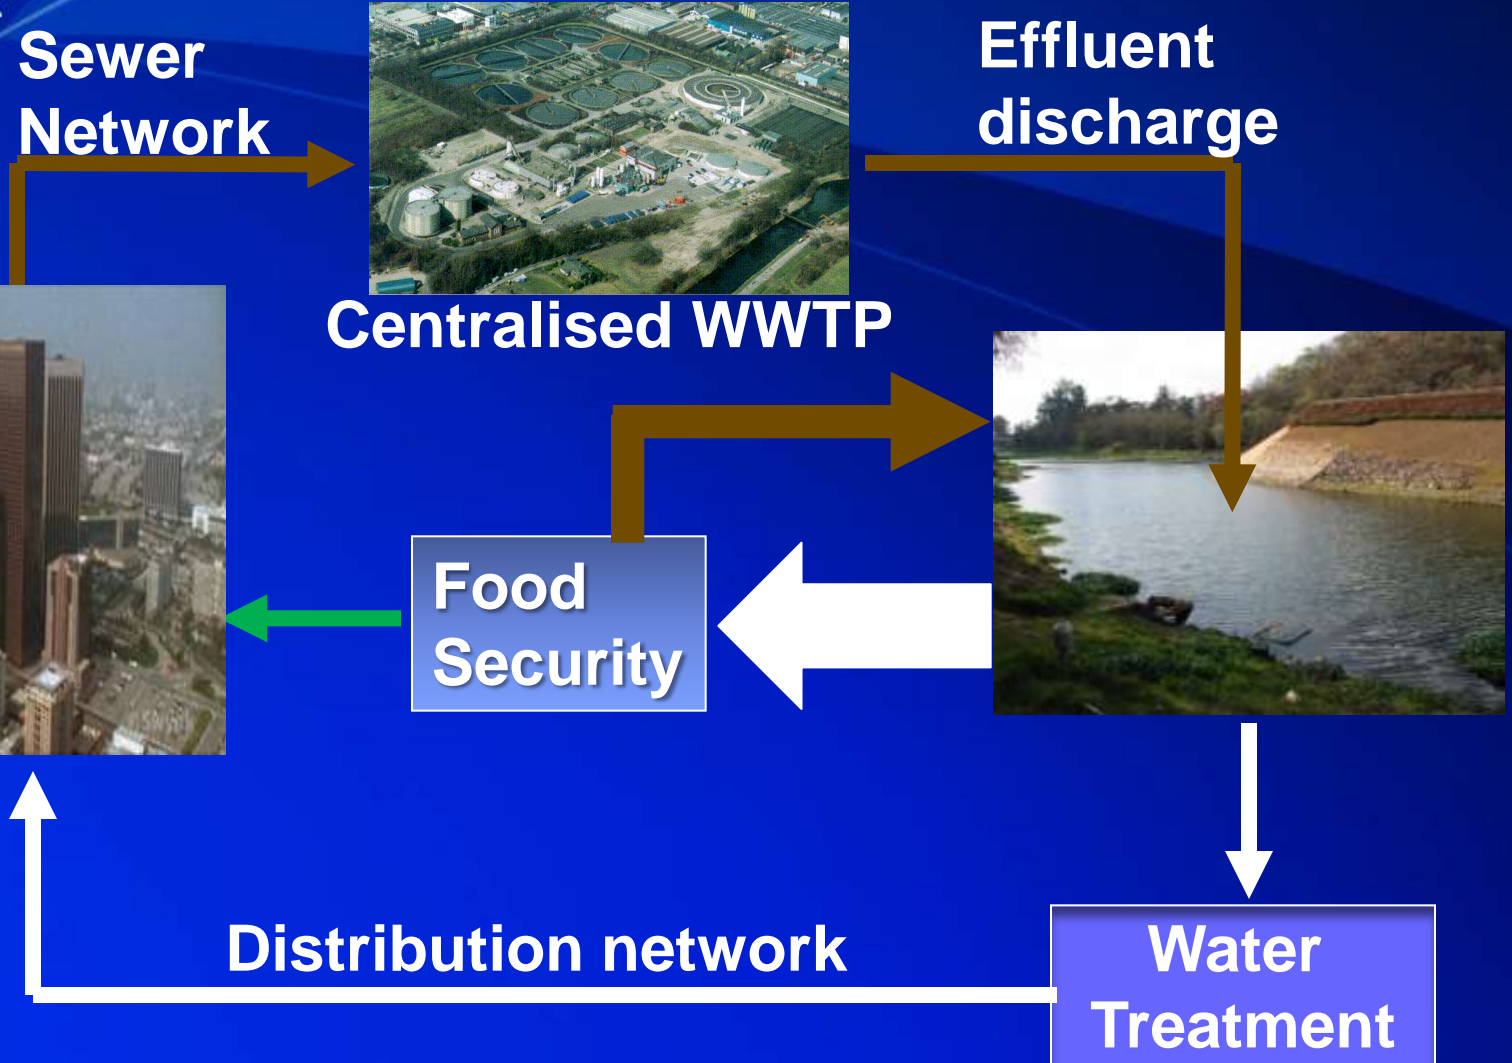 Sewer
Network
Effluent
discharge
Centralised WWTP
Food
Security
Distribution network
Water
Treatment